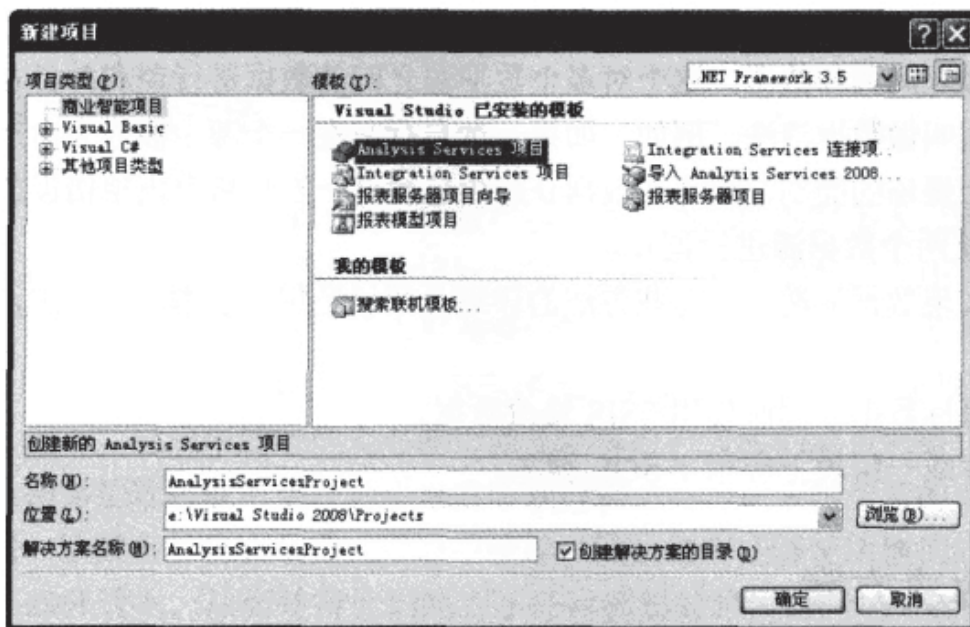 新建项目
项目类型(P):
模板(T):
.NET Framework 3.5
商业智能项目
Visual Basic
Visual C#
其他项目类型
Visual Studio 已安装的模板
Analysis Services 项目
Integration Services 连接项..
Integration Services 项目
导入 Analysis Services 2008...
报表服务器项目向导
报表服务器项目
报表模型项目
我的模板
搜索联机模板...
创建新的 Analysis Services 项目
名称(N):
AnalysisServicesProject
位置(L):
e:\Visual Studio 2008\Projects
浏览(B)...
解决方案名称(M):
AnalysisServicesProject
创建解决方案的目录(D)
确定
取消